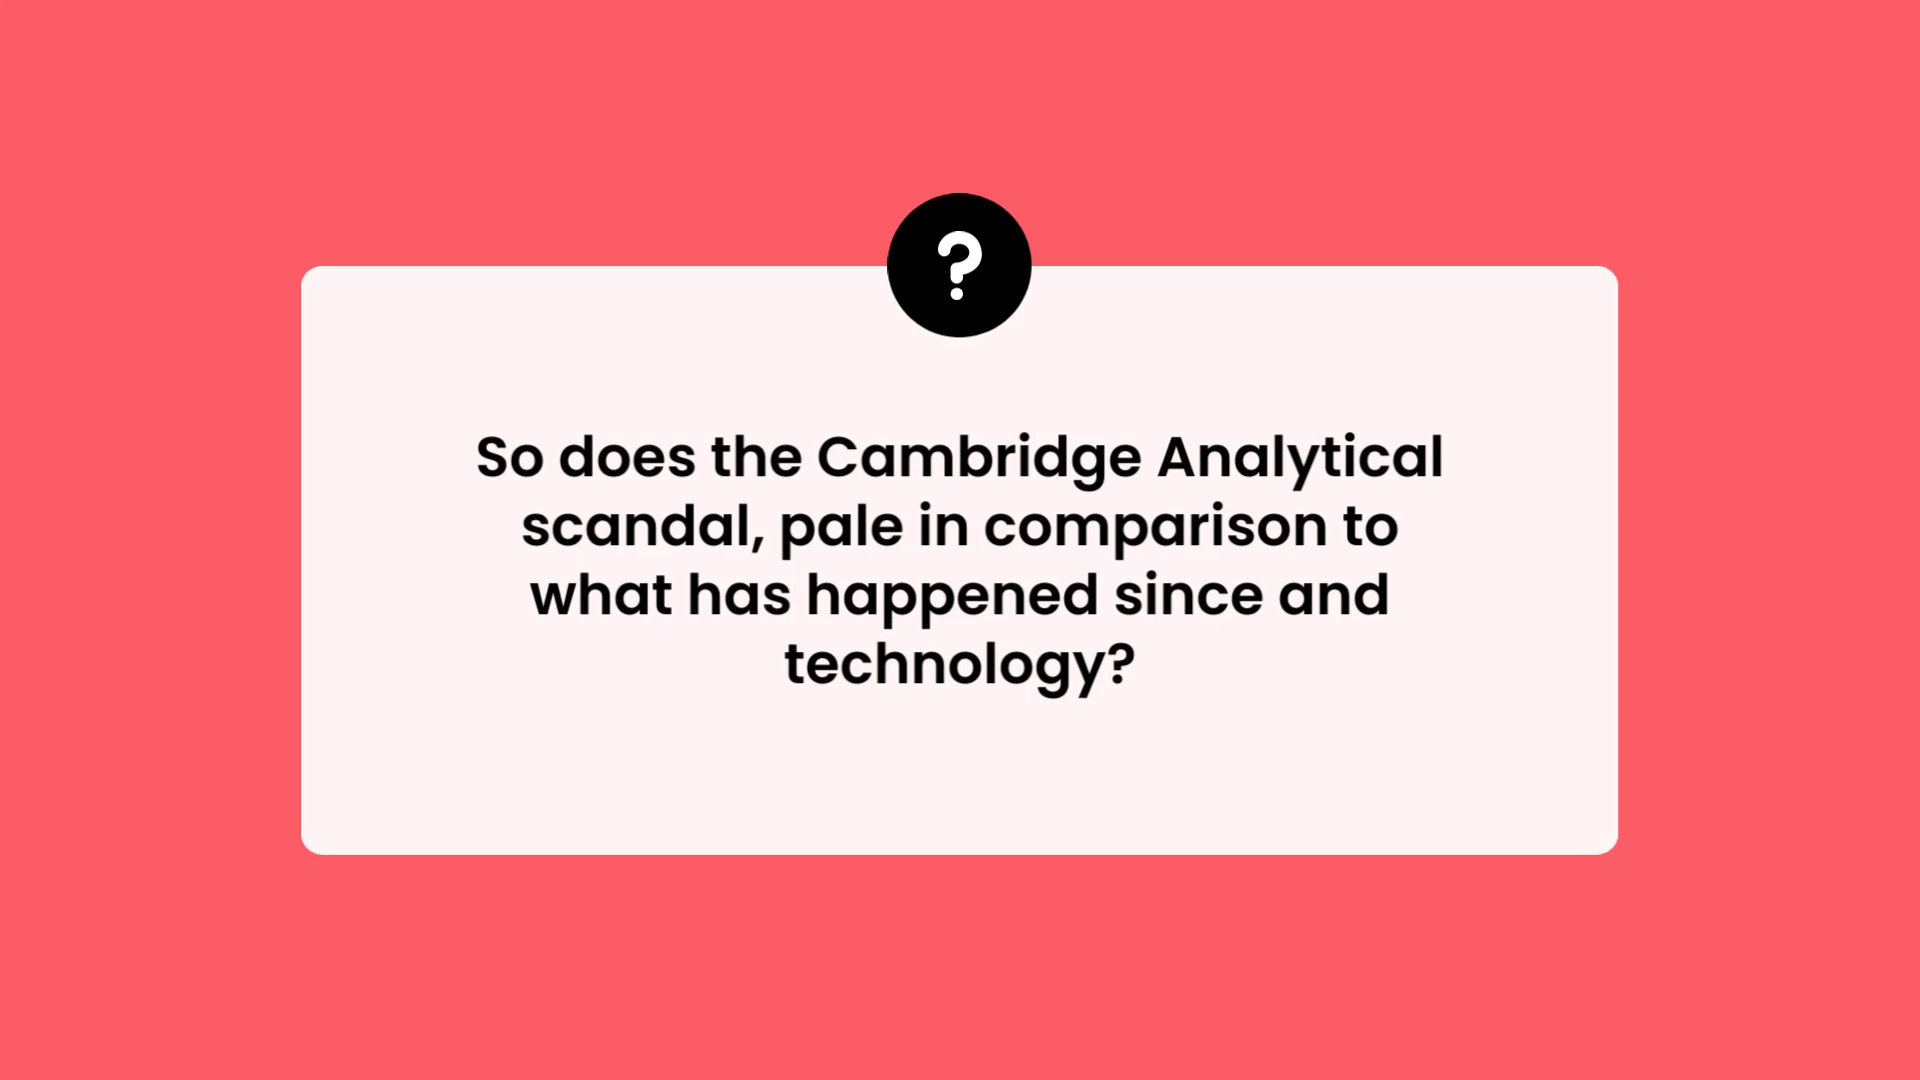 ?
So does the Cambridge Analytical
scandal, pale in comparison to
what has happened since and
technology?